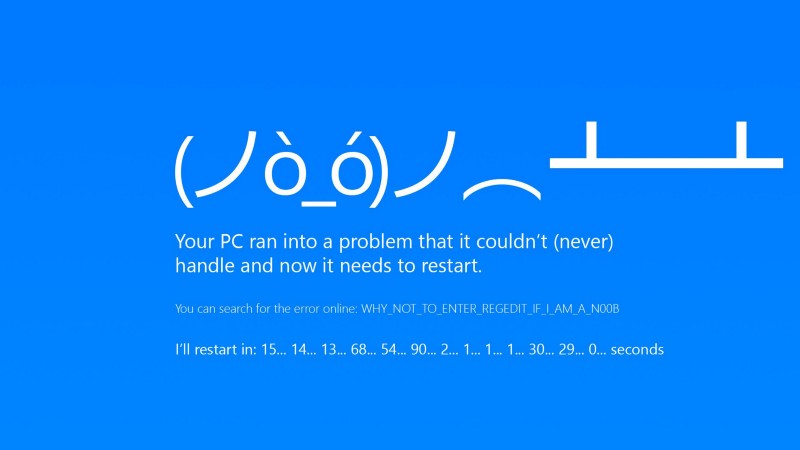 (ノò_ó)ノ︵┻━┻
Your PC ran into a problem that it couldn't (never)
handle and now it needs to restart.
You can search for the error online: WHY_NOT_TO_ENTER_REGEDIT_IF_I_AM_A_N00B
I'll restart in: 15... 14... 13... 68... 54... 90... 2... 1... 1... 1... 30... 29... 0... seconds